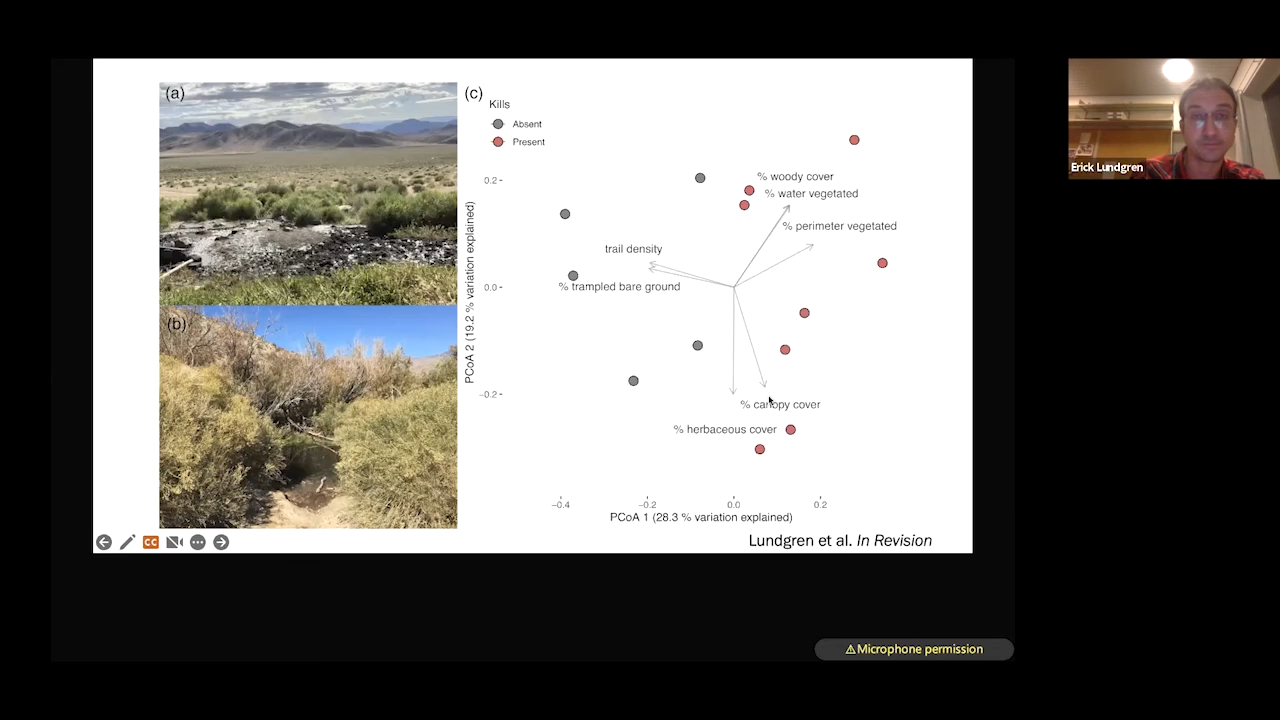 (a)
(b)
(c)
Kills
Absent
Present
PCoA 2 (19.2 % variation explained)
0.2
0.0
−0.2
% woody cover
% water vegetated
% perimeter vegetated
trail density
% trampled bare ground
% canopy cover
% herbaceous cover
−0.4
−0.2
0.0
0.2
PCoA 1 (28.3 % variation explained)
CC
Lundgren et al. In Revision
Erick Lundgren
⚠Microphone permission